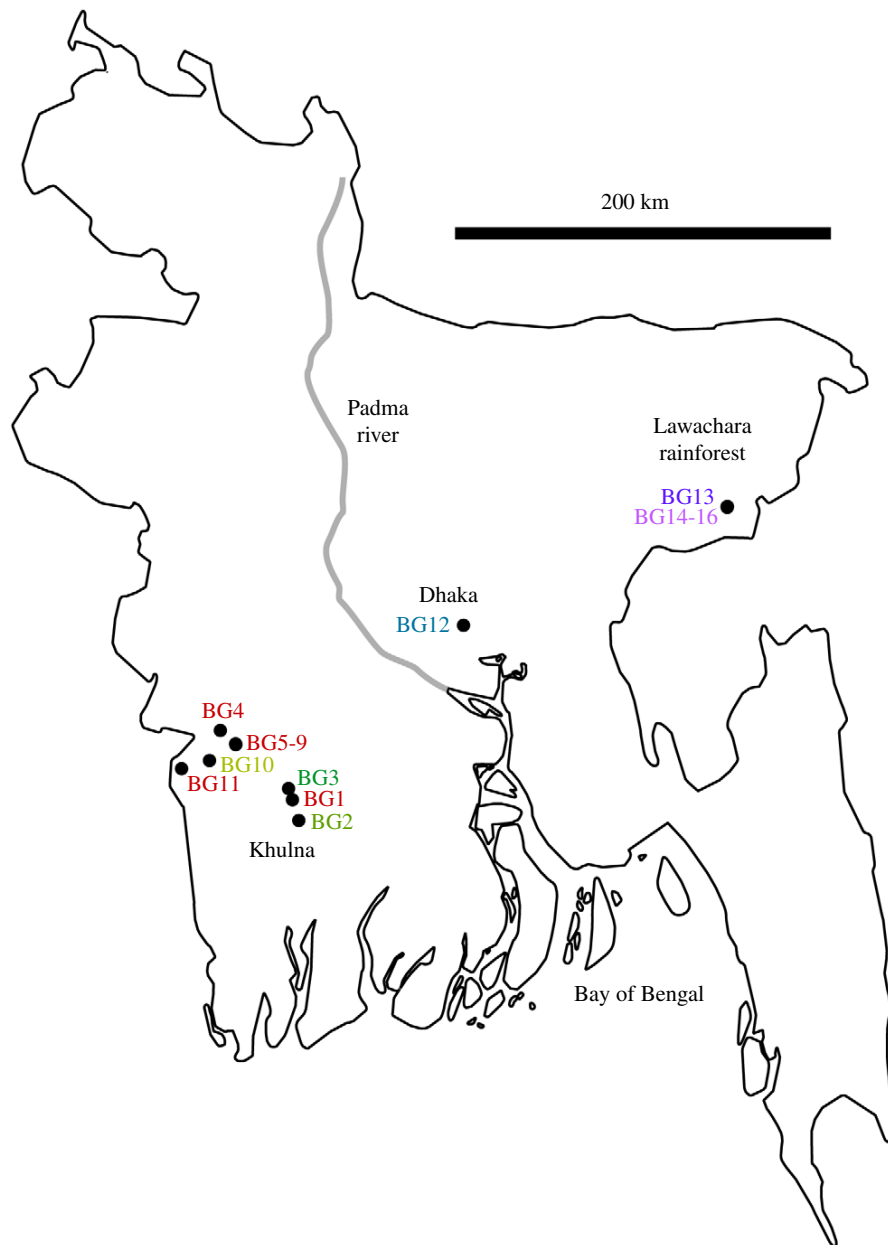 200 km
Padma
river
Lawachara
rainforest
BG13
BG14-16
Dhaka
BG12
BG4
BG5-9
BG10
BG11
BG3
BG1
BG2
Khulna
Bay of Bengal